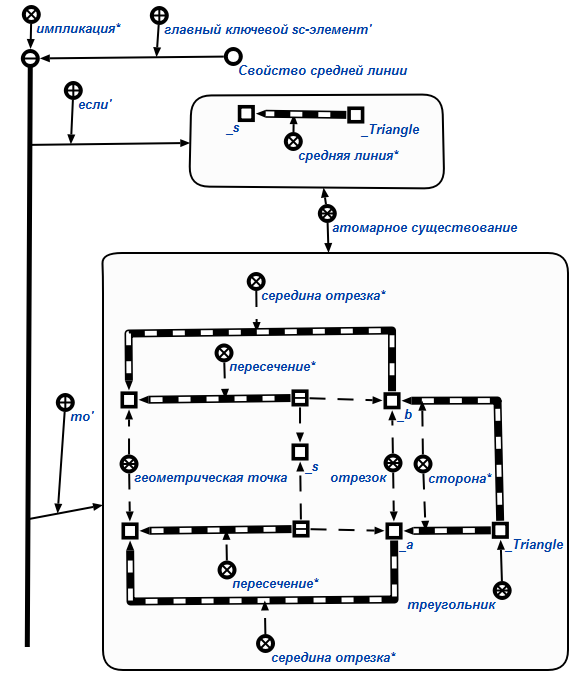 импликация*
главный ключевой sc-элемент'
Свойство средней линии
если'
_s
_Triangle
средняя линия*
атомарное существование
середина отрезка*
пересечение*
_b
то'
геометрическая точка
_s
отрезок
сторона*
_a
_Triangle
пересечение*
треугольник
середина отрезка*